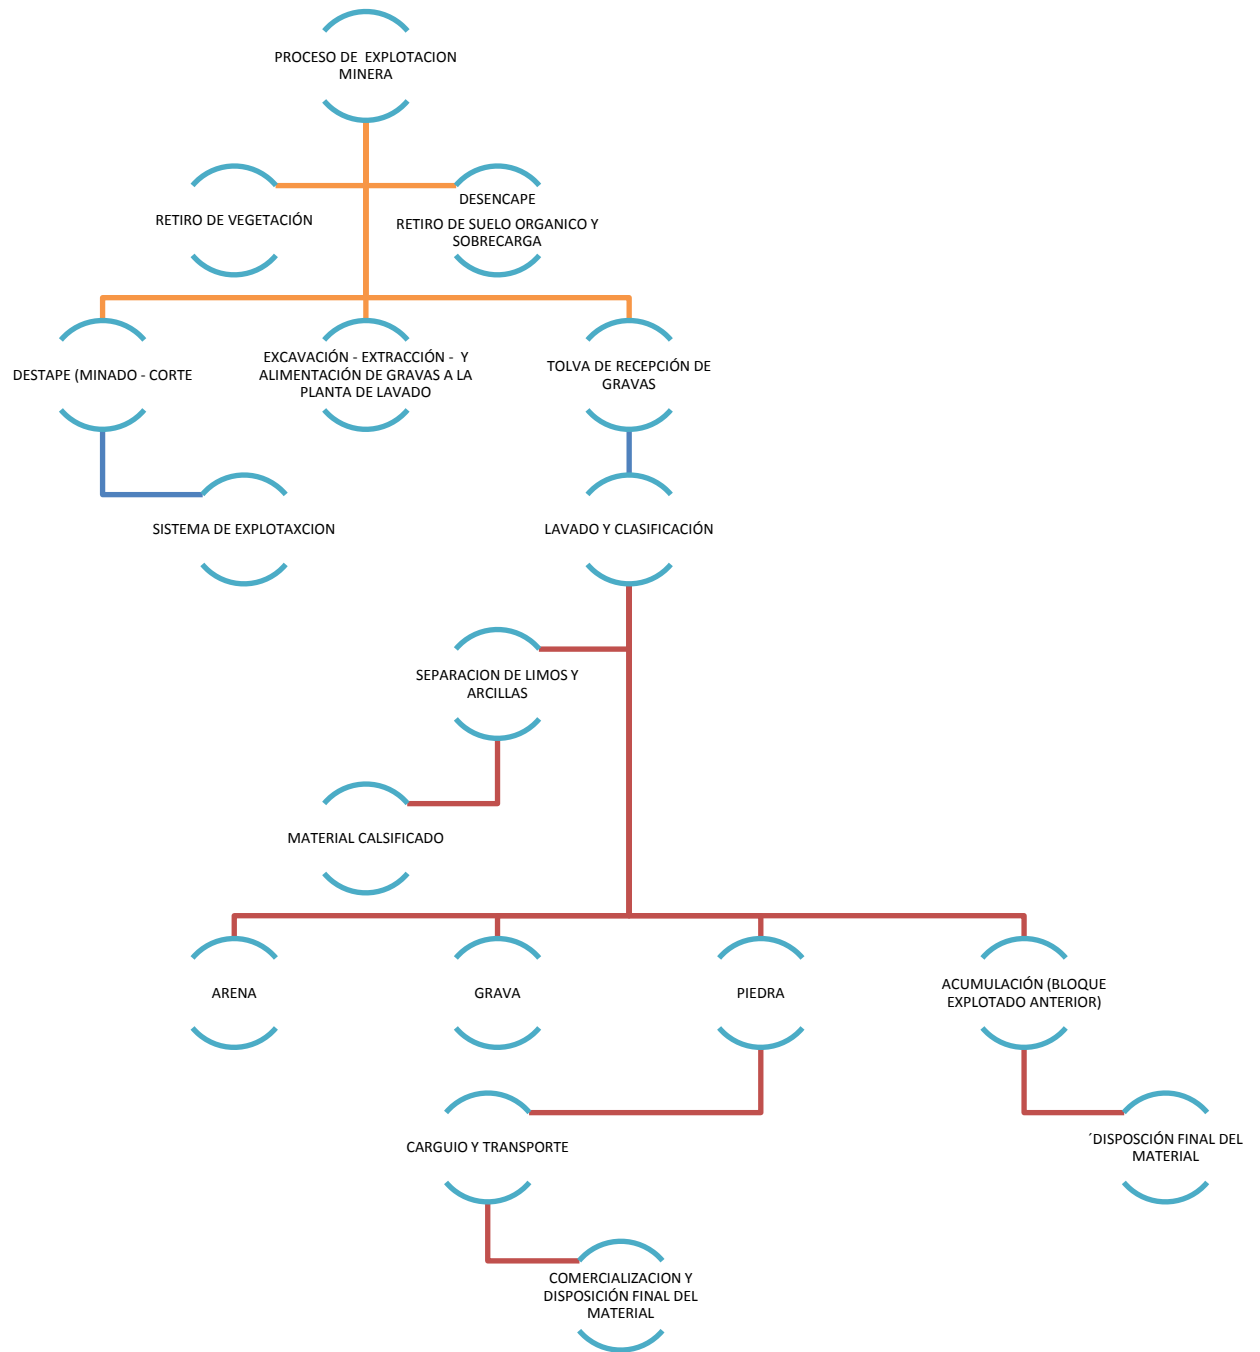 PROCESO DE EXPLOTACION
MINERA
RETIRO DE VEGETACIÓN
DESENCAPE
RETIRO DE SUELO ORGANICO Y
SOBRECARGA
DESTAPE (MINADO - CORTE
EXCAVACIÓN - EXTRACCIÓN - Y
ALIMENTACIÓN DE GRAVAS A LA
PLANTA DE LAVADO
TOLVA DE RECEPCIÓN DE
GRAVAS
SISTEMA DE EXPLOTAXCION
LAVADO Y CLASIFICACIÓN
SEPARACION DE LIMOS Y
ARCILLAS
MATERIAL CALSIFICADO
ARENA
GRAVA
PIEDRA
ACUMULACIÓN (BLOQUE
EXPLOTADO ANTERIOR)
CARGUIO Y TRANSPORTE
´DISPOSCIÓN FINAL DEL
MATERIAL
COMERCIALIZACION Y
DISPOSICIÓN FINAL DEL
MATERIAL